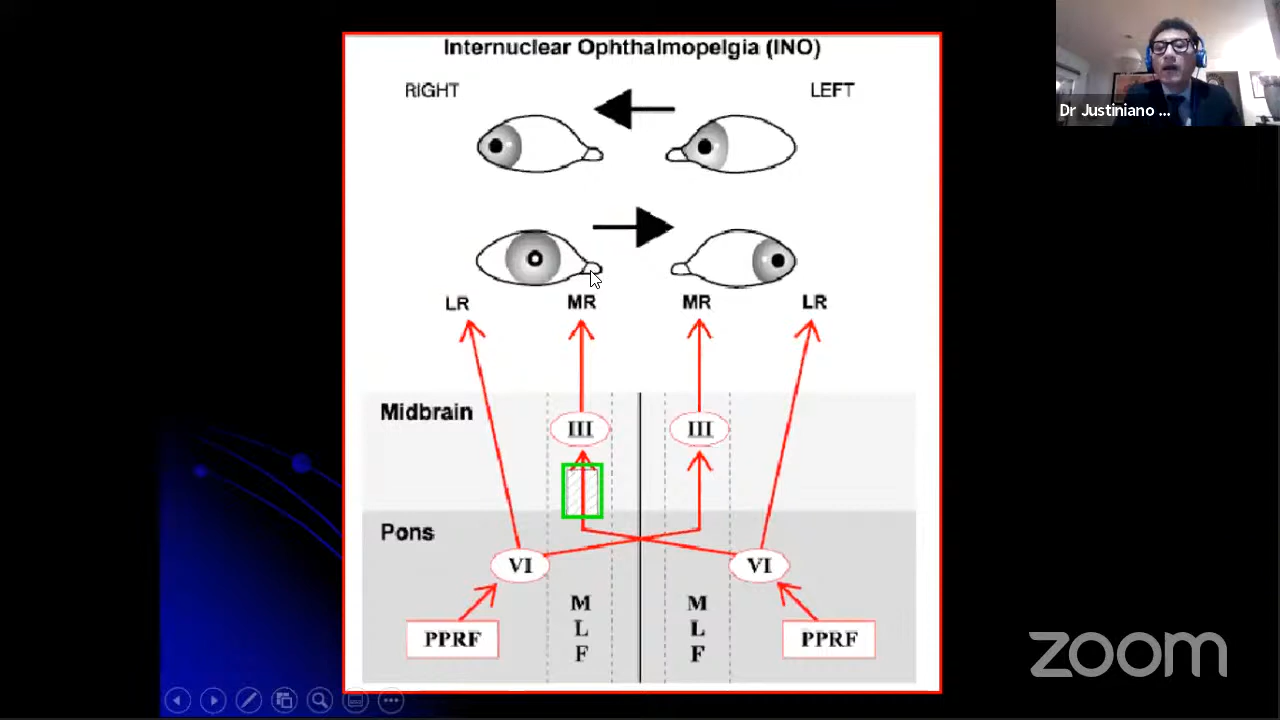 Internuclear Ophthalmopelgia (INO)
RIGHT
LEFT
Dr Justiniano ...
LR
MR
MR
LR
Midbrain
III
III
Pons
VI
VI
M
L
F
M
L
F
PPRF
PPRF
zoom